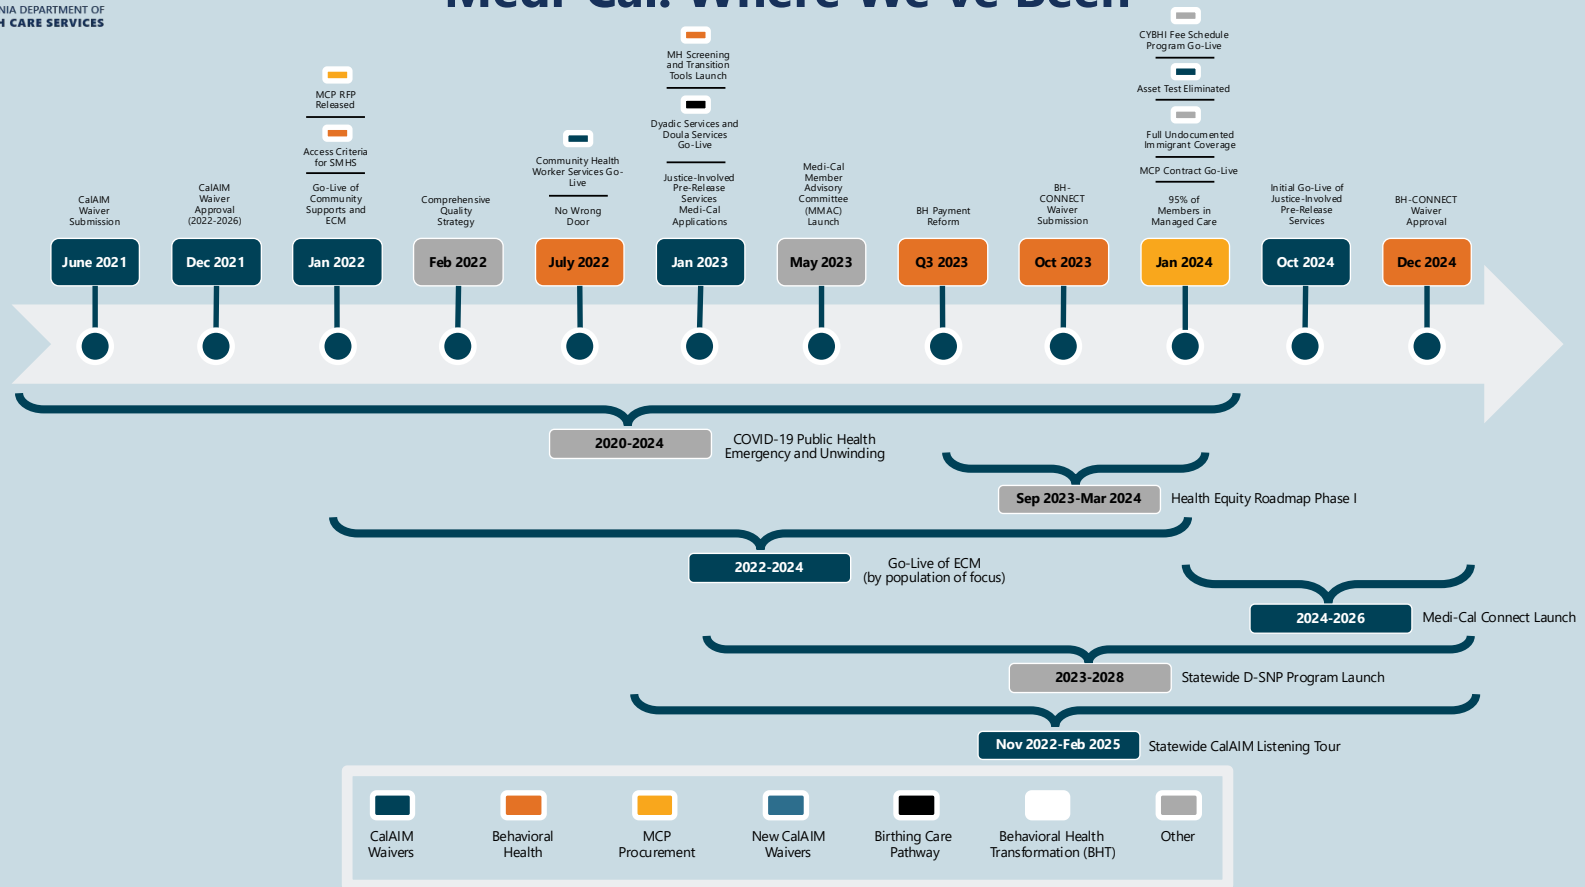 NIA DEPARTMENT OF
H CARE SERVICES
Medi-Cal: Where We've Been
CalAIM
Waiver
Submission
June 2021
CalAIM
Waiver
Approval
(2022-2026)
Dec 2021
MCP RFP
Released
Access Criteria
for SMHS
Go-Live of
Community
Supports and
ECM
Jan 2022
Comprehensive
Quality
Strategy
Feb 2022
Community Health
Worker Services Go-
Live
No Wrong
Door
July 2022
MH Screening
and Transition
Tools Launch
Dyadic Services and
Doula Services
Go-Live
Justice-Involved
Pre-Release
Services
Medi-Cal
Applications
Jan 2023
Medi-Cal
Member
Advisory
Committee
(MMAC)
Launch
May 2023
BH Payment
Reform
Q3 2023
BH-
CONNECT
Waiver
Submission
Oct 2023
CYBHI Fee Schedule
Program Go-Live
Asset Test Eliminated
Full Undocumented
Immigrant Coverage
MCP Contract Go-Live
95% of
Members in
Managed Care
Jan 2024
Initial Go-Live of
Justice-Involved
Pre-Release
Services
Oct 2024
BH-CONNECT
Waiver
Approval
Dec 2024
2020-2024
COVID-19 Public Health
Emergency and Unwinding
Sep 2023-Mar 2024
Health Equity Roadmap Phase I
2022-2024
Go-Live of ECM
(by population of focus)
2024-2026
Medi-Cal Connect Launch
2023-2028
Statewide D-SNP Program Launch
Nov 2022-Feb 2025
Statewide CalAIM Listening Tour
CalAIM
Waivers
Behavioral
Health
MCP
Procurement
New CalAIM
Waivers
Birthing Care
Pathway
Behavioral Health
Transformation (BHT)
Other